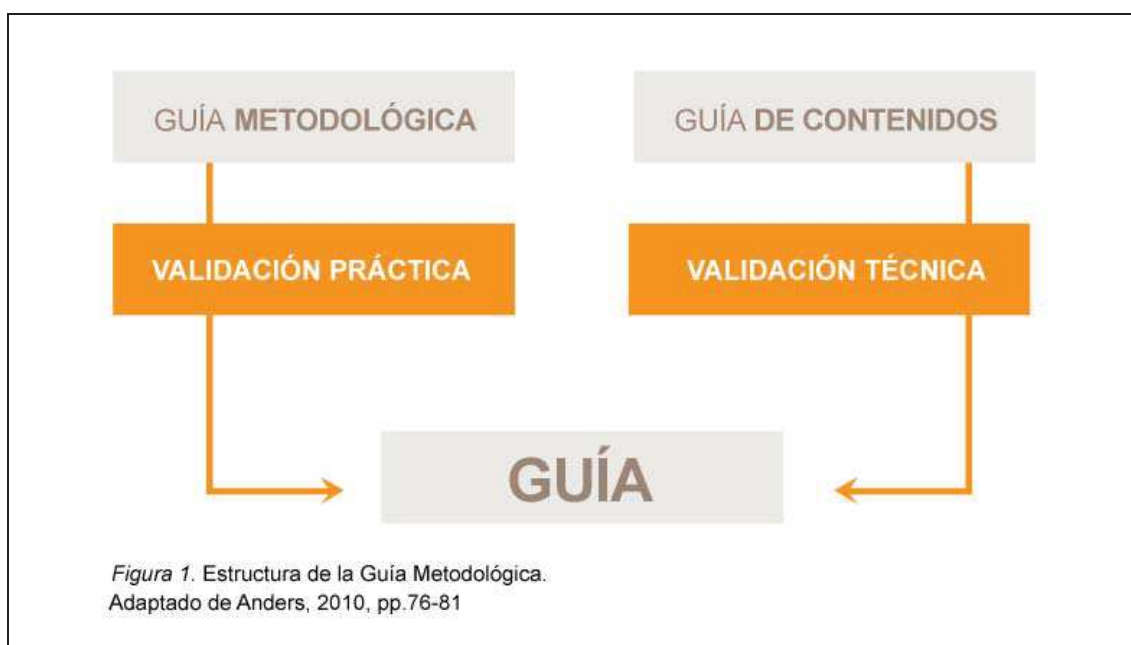 GUÍA METODOLÓGICA
GUÍA DE CONTENIDOS
VALIDACIÓN PRÁCTICA
VALIDACIÓN TÉCNICA
GUÍA
Figura 1. Estructura de la Guía Metodológica.
Adaptado de Anders, 2010, pp.76-81